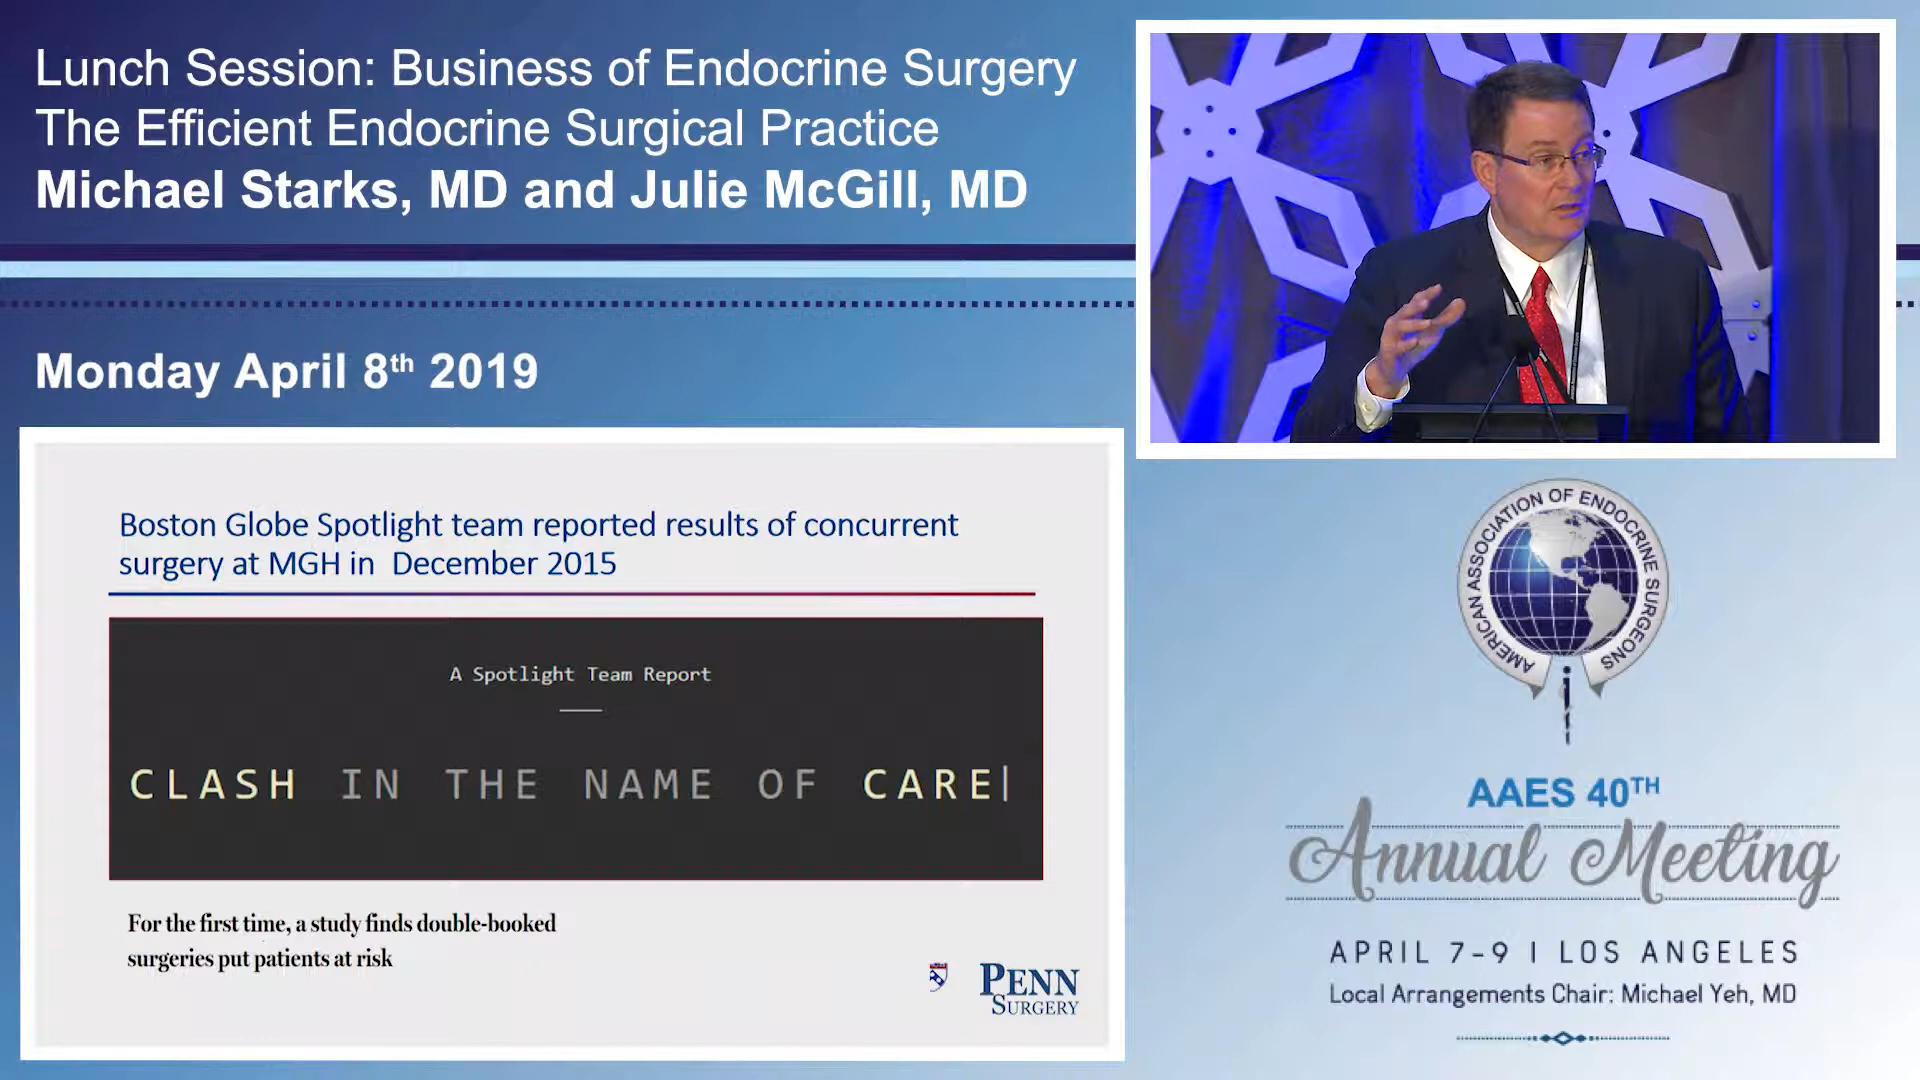 Lunch Session: Business of Endocrine Surgery
The Efficient Endocrine Surgical Practice
Michael Starks, MD and Julie McGill, MD
Monday April 8th 2019
Boston Globe Spotlight team reported results of concurrent
surgery at MGH in December 2015
A Spotlight Team Report
CLASH IN THE NAME OF CARE|
For the first time, a study finds double-booked
surgeries put patients at risk
PENN
SURGERY
AMERICAN ASSOCIATION OF ENDOCRINE SURGEONS
AAES 40TH
Annual Meeting
APRIL 7-9 | LOS ANGELES
Local Arrangements Chair: Michael Yeh, MD